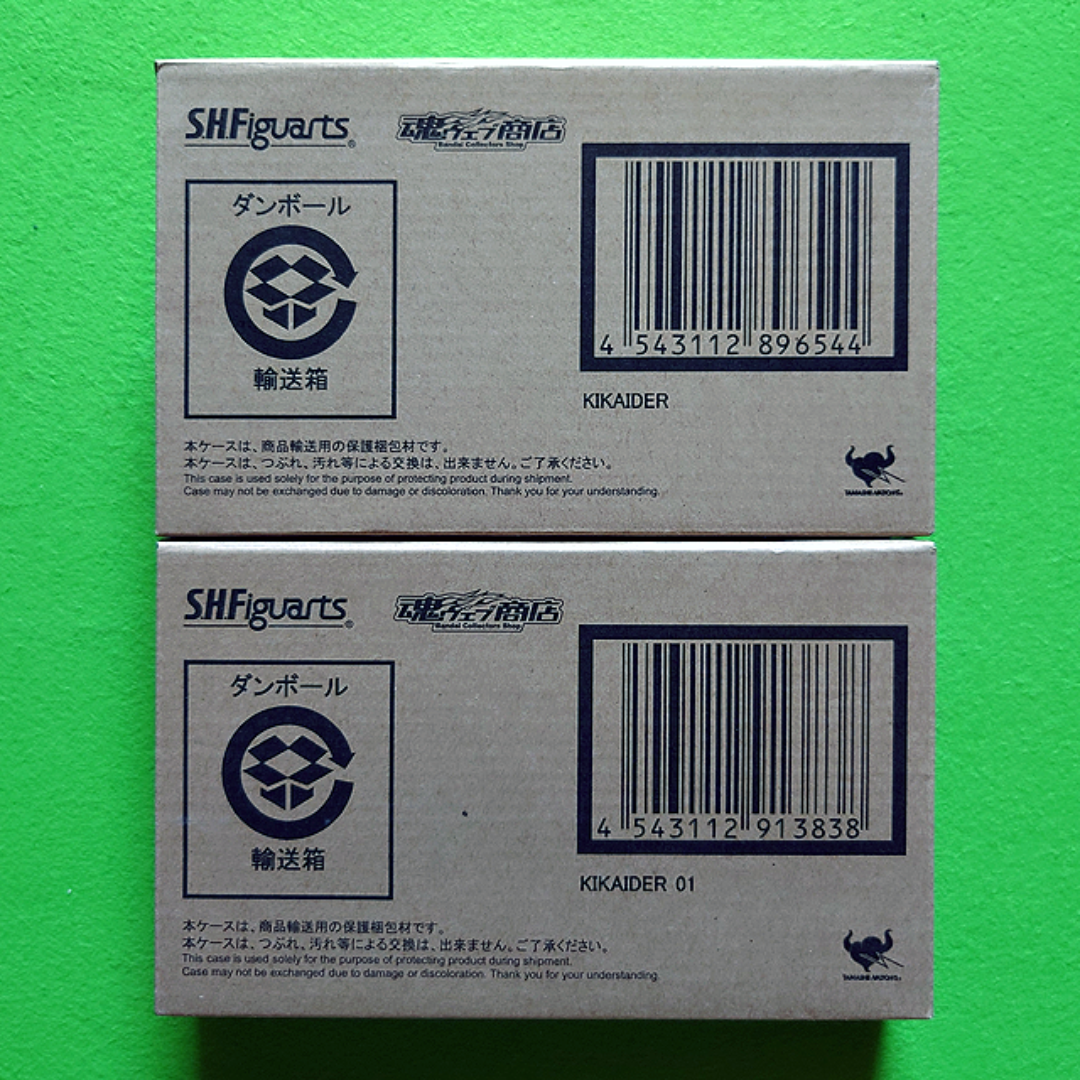 S.H.Figuarts®
魂ウェブ商店
Bandai Collectors Shop
ダンボール
輸送箱
4 543112 896544
KIKAIDER
本ケースは、商品輸送用の保護梱包材です。
本ケースは、つぶれ、汚れ等による交換は、出来ません。ご了承ください。
This case is used solely for the purpose of protecting product during shipment.
Case may not be exchanged due to damage or discoloration. Thank you for your understanding.
TAMASHII NATIONS
S.H.Figuarts®
魂ウェブ商店
Bandai Collectors Shop
ダンボール
輸送箱
4 543112 913838
KIKAIDER 01
本ケースは、商品輸送用の保護梱包材です。
本ケースは、つぶれ、汚れ等による交換は、出来ません。ご了承ください。
This case is used solely for the purpose of protecting product during shipment.
Case may not be exchanged due to damage or discoloration. Thank you for your understanding.
TAMASHII NATIONS